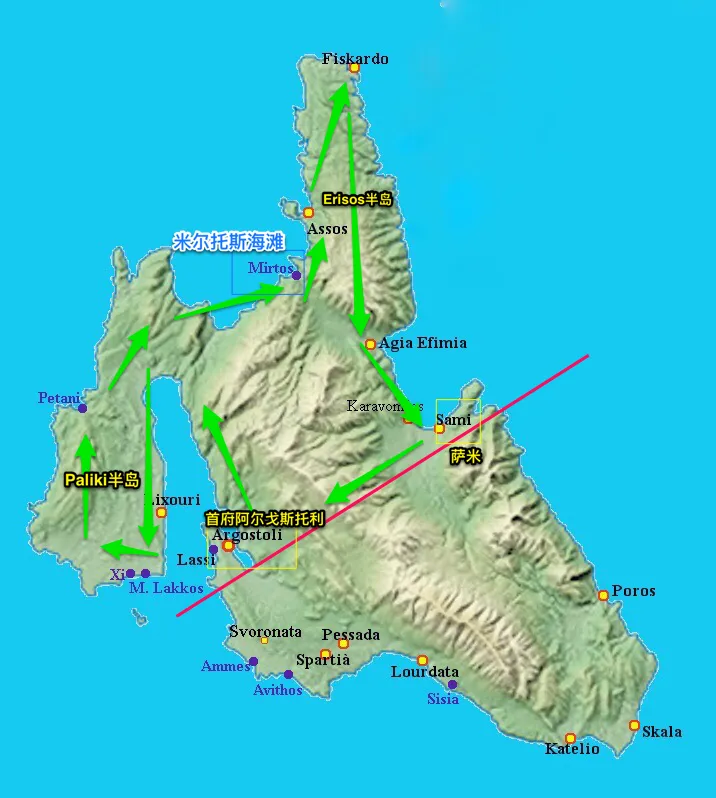 Fiskardo
Erisos半岛
Assos
米尔托斯海滩
Mirtos
Agia Efimia
Petani
Karavomilos
Sami
萨米
Paliki半岛
Lixouri
首府阿尔戈斯托利
Argostoli
Lassi
Xi
M. Lakkos
Poros
Svoronata
Pessada
Spartià
Ammes
Lourdata
Avithos
Sisia
Skala
Katelio